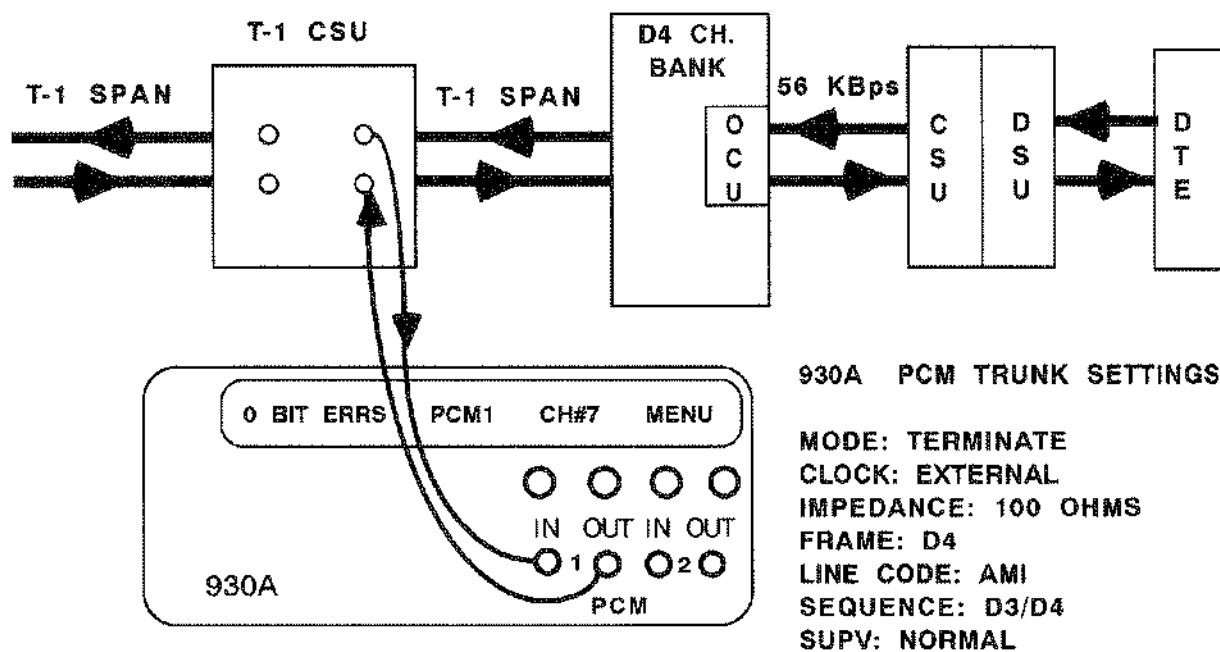 T-1 CSU
D4 CH.
BANK
T-1 SPAN
T-1 SPAN
56 KBps
O
C
U
C
S
U
D
S
U
D
T
E
0 BIT ERRS PCM1 CH#7 MENU
IN OUT IN OUT
1 2
PCM
930A
930A PCM TRUNK SETTINGS
MODE: TERMINATE
CLOCK: EXTERNAL
IMPEDANCE: 100 OHMS
FRAME: D4
LINE CODE: AMI
SEQUENCE: D3/D4
SUPV: NORMAL